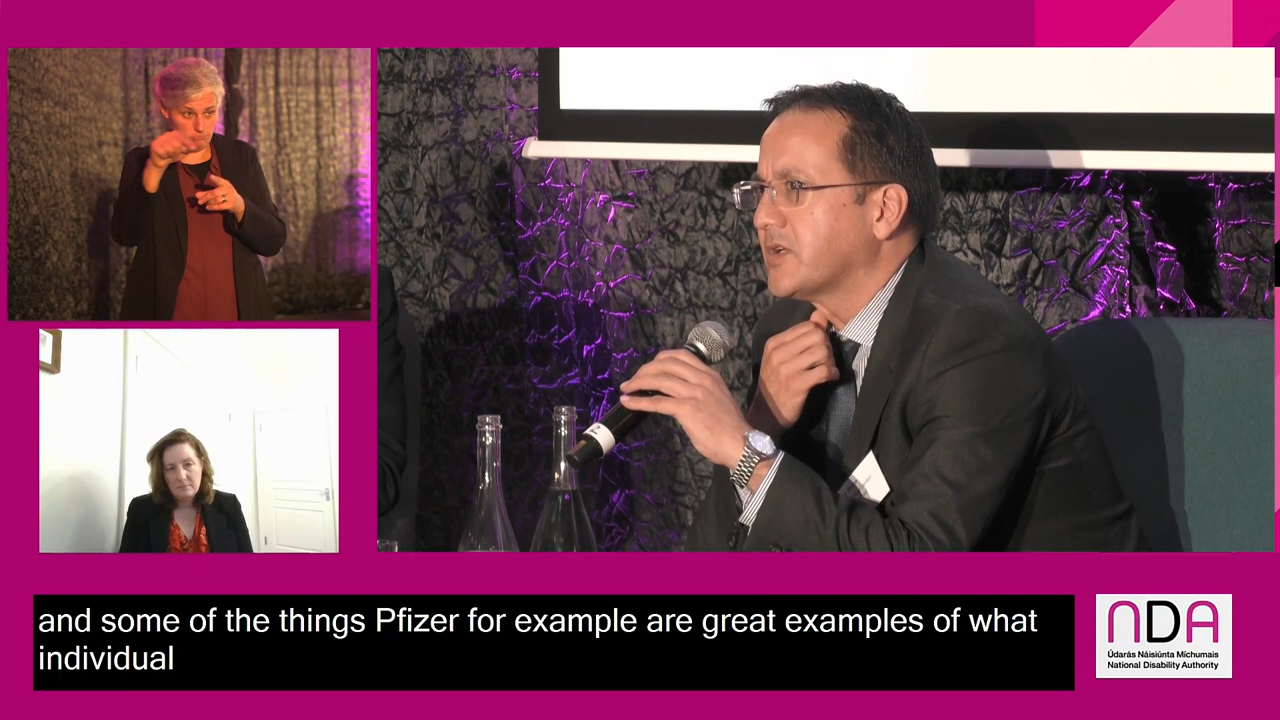 and some of the things Pfizer for example are great examples of what
individual
nDA
Údarás Náisiúnta Míchumais
National Disability Authority